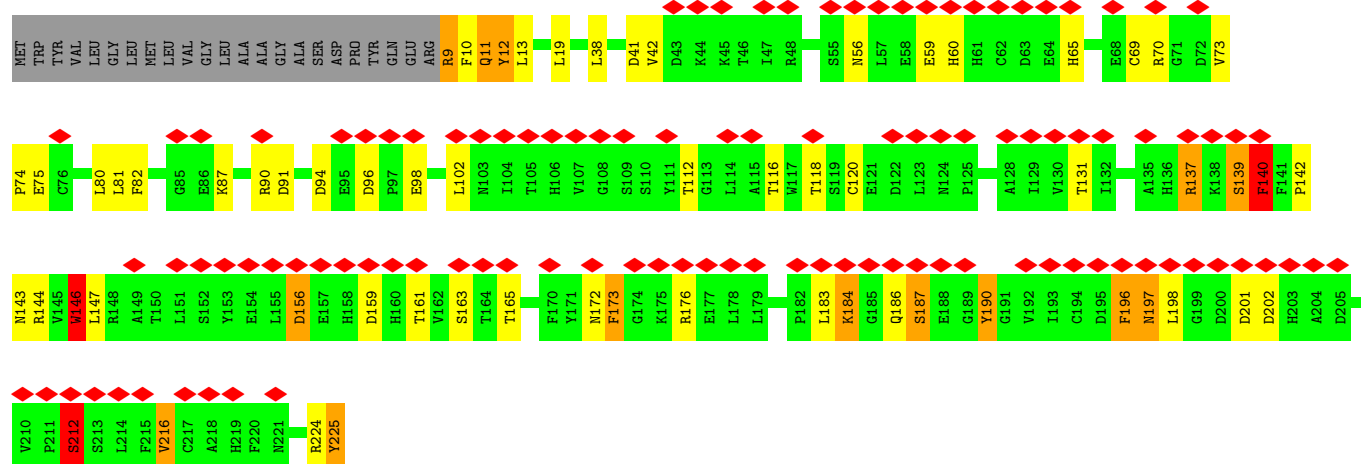 MET TRP TYR VAL LEU LEU GLY LEU MET LEU LEU VAL GLY LEU ALA ALA GLY ALA SER ASP PRO TYR GLN GLU ARG R9 F10 Q11 Y12 L13 L19 L38 D41 V42 D43 K44 K45 T46 I47 R48 S55 N56 L57 E58 E59 H60 H61 C62 D63 E64 H65 E68 C69 R70 G71 D72 V73
P74 E75 C76 L80 L81 F82 G85 E86 K87 R90 D91 D94 E95 D96 P97 E98 L102 N103 I104 T105 H106 V107 G108 S109 S110 Y111 T112 G113 L114 A115 T116 W117 T118 S119 C120 E121 D122 L123 N124 P125 A128 I129 V130 T131 I132 A135 H136 R137 K138 S139 F140 F141 P142
N143 R144 V145 W146 L147 R148 A149 T150 L151 S152 Y153 E154 L155 D156 E157 H158 D159 H160 T161 V162 S163 T164 T165 F170 Y171 N172 F173 G174 K175 R176 E177 L178 L179 P182 L183 K184 G185 Q186 S187 E188 G189 Y190 G191 V192 I193 C194 D195 F196 N197 L198 G199 D200 D201 D202 H203 A204 D205
V210 P211 S212 S213 L214 F215 V216 C217 A218 H219 F220 N221 R224 Y225